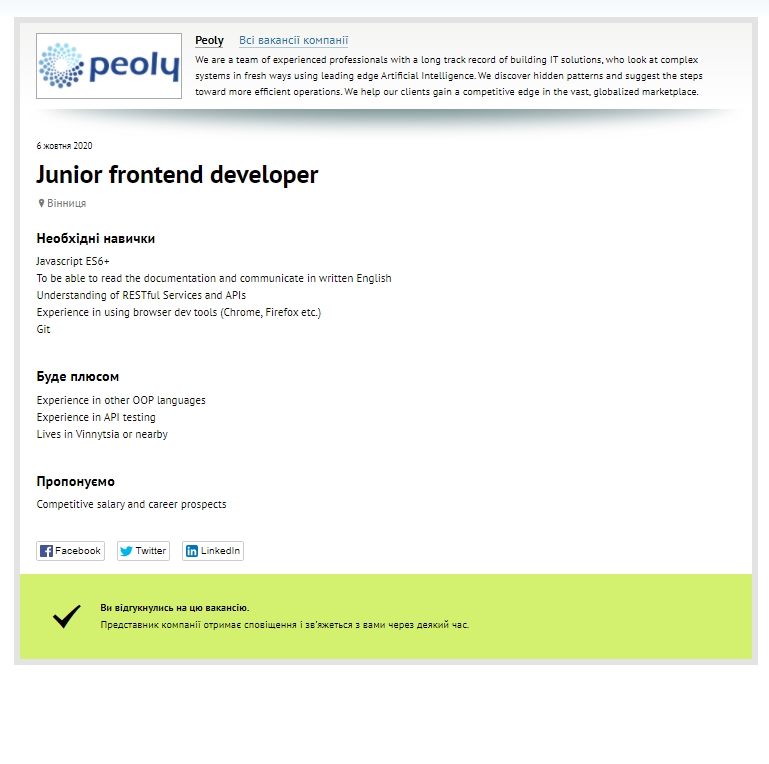 peoly
Peoly Всі вакансії компанії
We are a team of experienced professionals with a long track record of building IT solutions, who look at complex
systems in fresh ways using leading edge Artificial Intelligence. We discover hidden patterns and suggest the steps
toward more efficient operations. We help our clients gain a competitive edge in the vast, globalized marketplace.
6 жовтня 2020
Junior frontend developer
Вінниця
Необхідні навички
Javascript ES6+
To be able to read the documentation and communicate in written English
Understanding of RESTful Services and APIs
Experience in using browser dev tools (Chrome, Firefox etc.)
Git
Буде плюсом
Experience in other OOP languages
Experience in API testing
Lives in Vinnytsia or nearby
Пропонуємо
Competitive salary and career prospects
Facebook Twitter LinkedIn
Ви відгукнулись на цю вакансію.
Представник компанії отримає сповіщення і зв'яжеться з вами через деякий час.